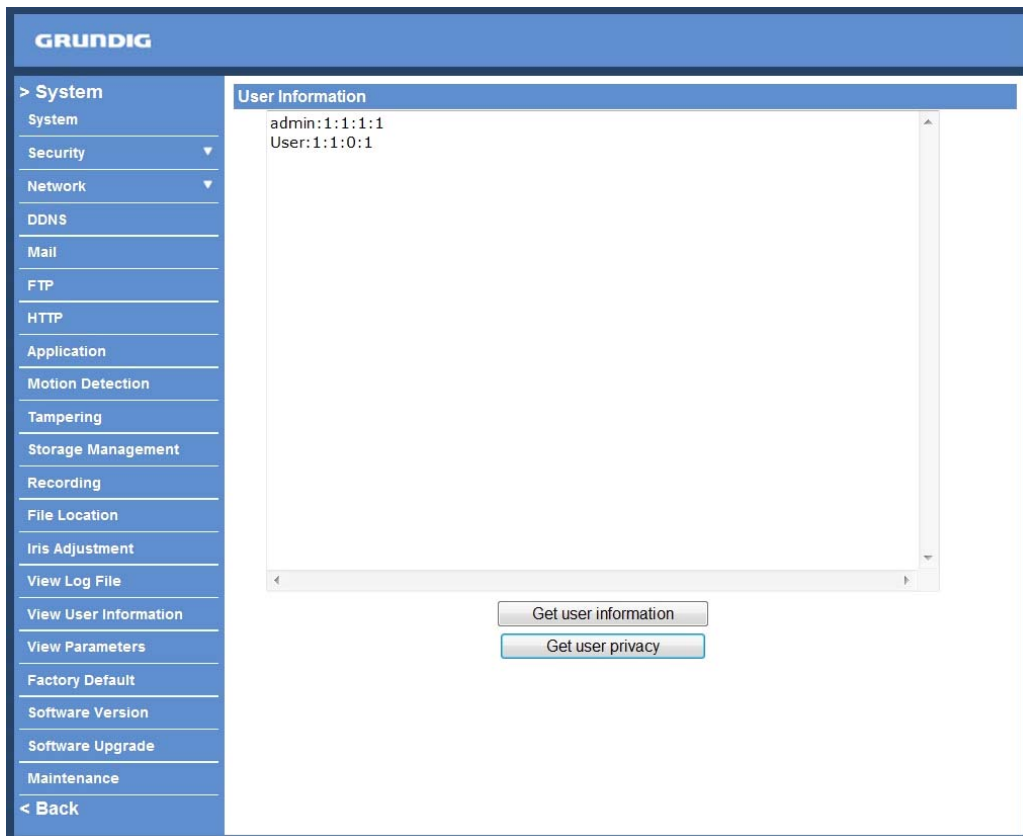 GRUNDIG
> System
System
Security
Network
DDNS
Mail
FTP
HTTP
Application
Motion Detection
Tampering
Storage Management
Recording
File Location
Iris Adjustment
View Log File
View User Information
View Parameters
Factory Default
Software Version
Software Upgrade
Maintenance
< Back
User Information
admin:1:1:1:1
User:1:1:0:1
Get user information
Get user privacy